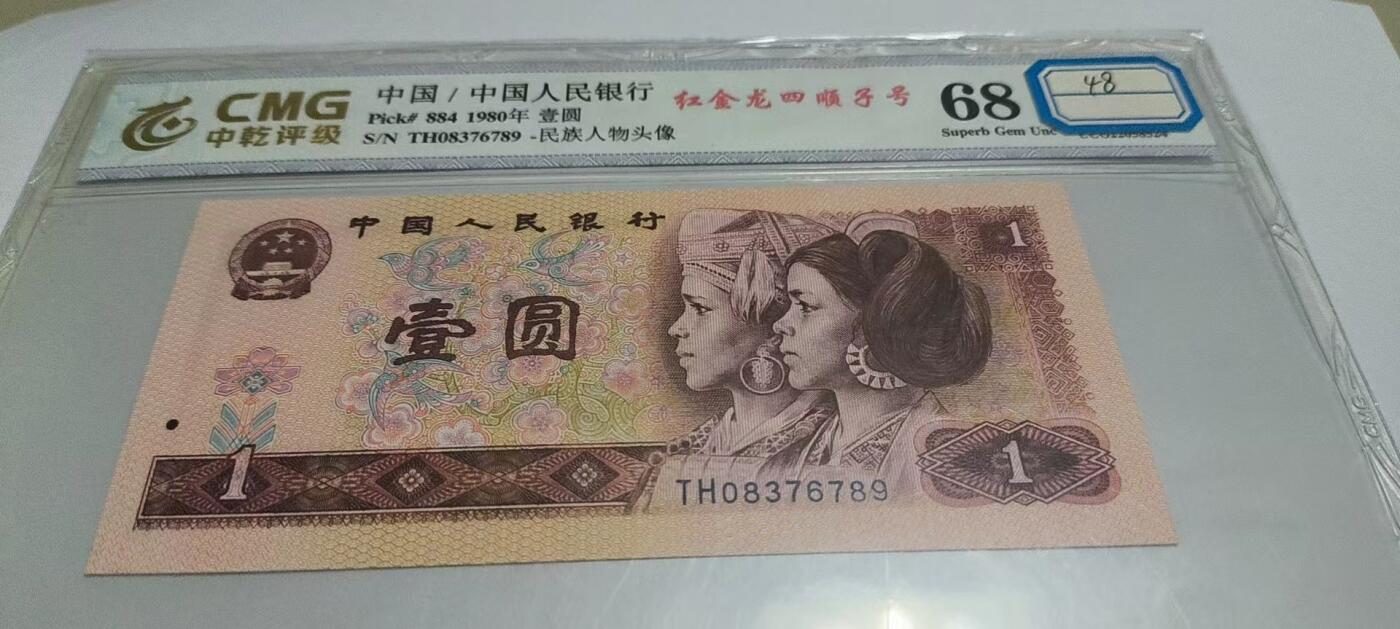 CMG
中乾评级
中国 / 中国人民银行
Pick# 884 1980年 壹圆
S/N TH08376789 -民族人物头像
红金龙四顺子号
68
Superb Gem Unc
48
中国人民银行
1
壹圆
1
1
TH08376789
CMG